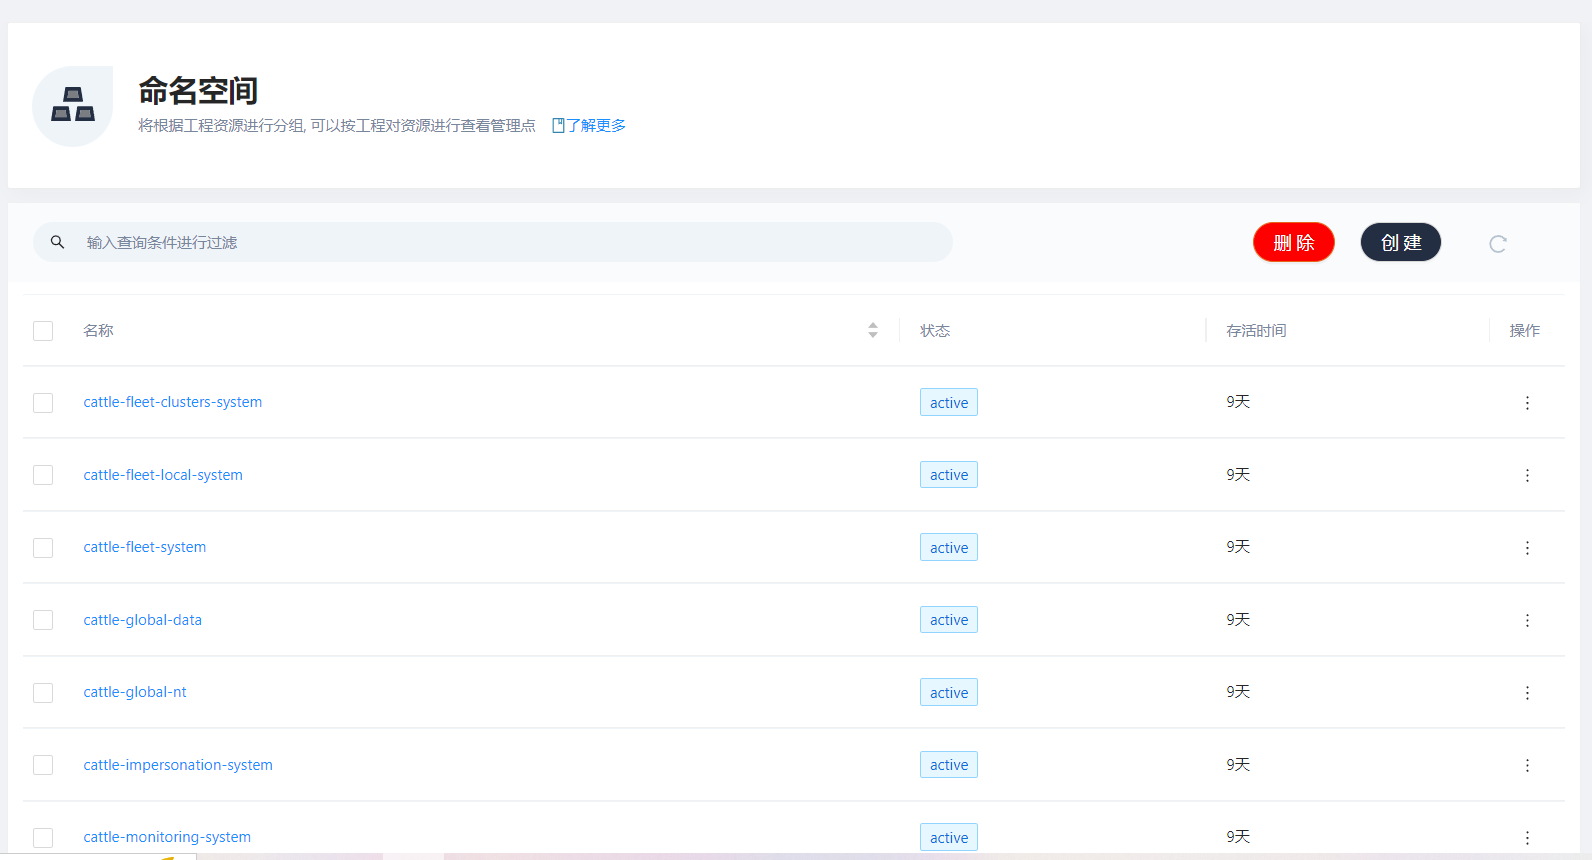 命名空间
将根据工程资源进行分组, 可以按工程对资源进行查看管理点 了解更多
输入查询条件进行过滤 删 除 创 建
名称 状态 存活时间 操作
cattle-fleet-clusters-system active 9天
cattle-fleet-local-system active 9天
cattle-fleet-system active 9天
cattle-global-data active 9天
cattle-global-nt active 9天
cattle-impersonation-system active 9天
cattle-monitoring-system active 9天